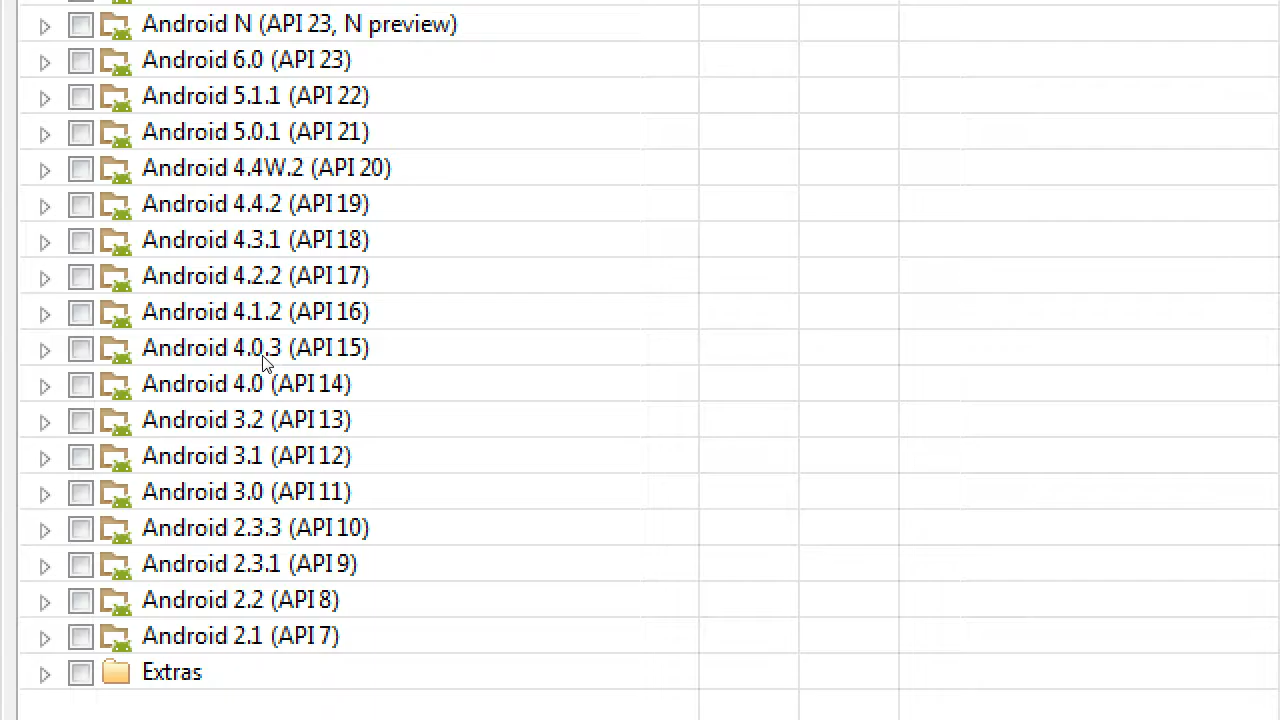 Android N (API 23, N preview)
Android 6.0 (API 23)
Android 5.1.1 (API 22)
Android 5.0.1 (API 21)
Android 4.4W.2 (API 20)
Android 4.4.2 (API 19)
Android 4.3.1 (API 18)
Android 4.2.2 (API 17)
Android 4.1.2 (API 16)
Android 4.0.3 (API 15)
Android 4.0 (API 14)
Android 3.2 (API 13)
Android 3.1 (API 12)
Android 3.0 (API 11)
Android 2.3.3 (API 10)
Android 2.3.1 (API 9)
Android 2.2 (API 8)
Android 2.1 (API 7)
Extras